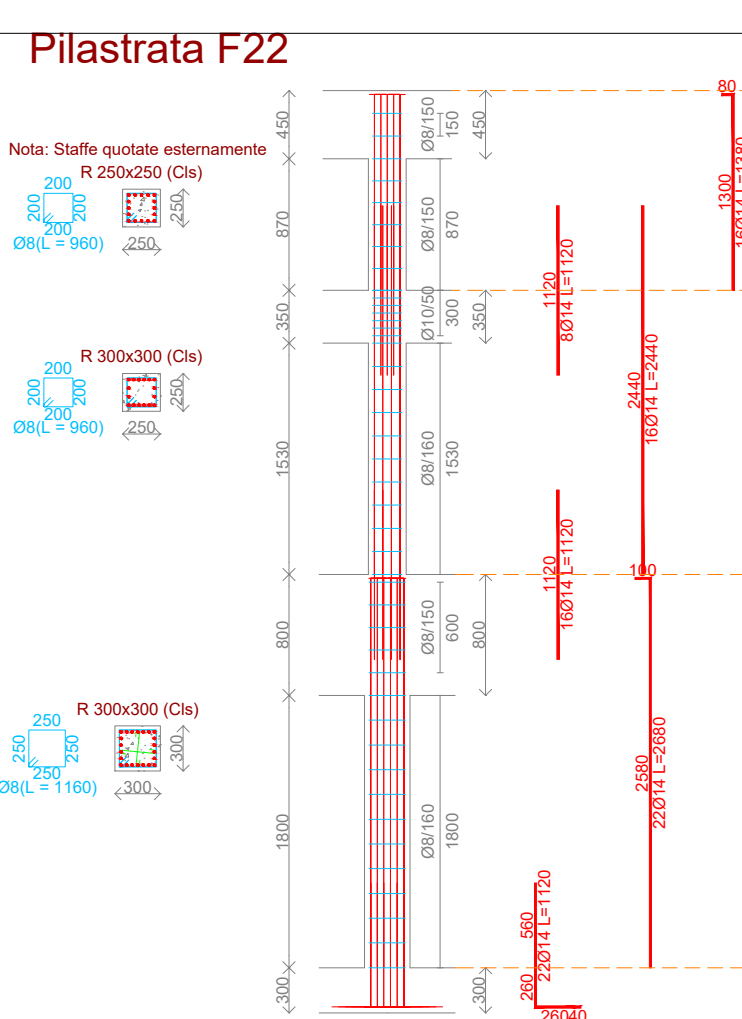 Pilastrata F22
Nota: Staffe quotate esternamente
R 250x250 (Cls)
200
200
200
200
Ø8(L = 960)
250
250
R 300x300 (Cls)
200
200
200
200
Ø8(L = 960)
250
250
R 300x300 (Cls)
250
250
250
250
Ø8(L = 1160)
300
300
450
870
350
1530
800
1800
300
Ø8/150
150
450
Ø8/150
870
Ø10/50
300
350
Ø8/160
1530
Ø8/150
600
800
Ø8/160
1800
300
1120
8Ø14 L=1120
1120
16Ø14 L=1120
560
22Ø14 L=1120
260
26040
2440
16Ø14 L=2440
100
2580
22Ø14 L=2680
80
1300
16Ø14 L=1380